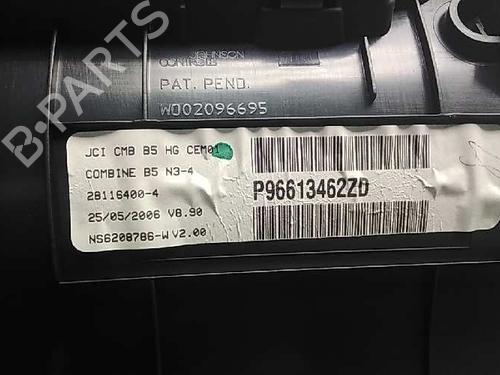 JOHNSON
CONTROLS
PAT. PEND.
WO02096695
JCI CMB B5 HG CEM01
COMBINE B5 N3-4
28116400-4
25/05/2006 V8.90
NS6208786-W V2.00
P96613462ZD
B-PARTS